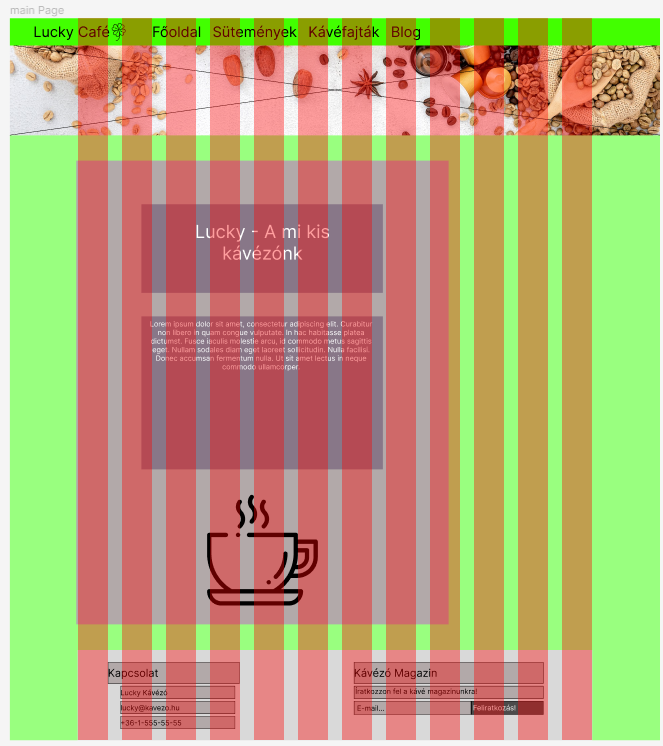 main Page
Lucky Café Főoldal Sütemények Kávéfajták Blog
Lucky - A mi kis
kávézónk
Lorem ipsum dolor sit amet, consectetur adipiscing elit. Curabitur
non libero in quam congue vulputate. In hac habitasse platea
dictumst. Fusce iaculis molestie arcu, id commodo metus sagittis
eget. Nullam sodales diam eget laoreet sollicitudin. Nulla facilisi.
Donec accumsan fermentum nulla. Ut sit amet lectus in neque
commodo ullamcorper.
Kapcsolat
Lucky Kávézó
lucky@kavezo.hu
+36-1-555-55-55
Kávézó Magazin
Iratkozzon fel a kávé magazinunkra!
E-mail... Feliratkozás!